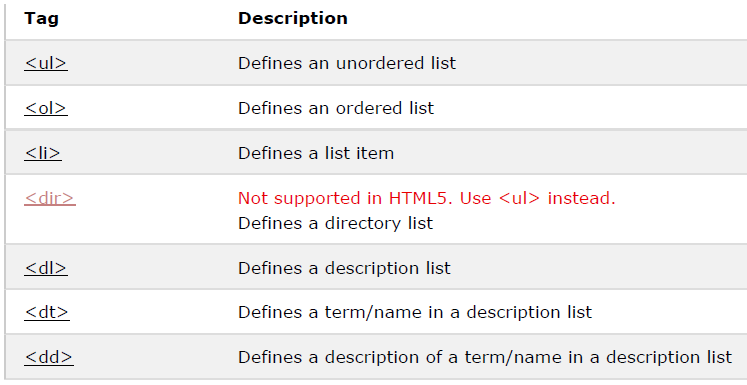 Tag Description
<ul> Defines an unordered list
<ol> Defines an ordered list
<li> Defines a list item
<dir> Not supported in HTML5. Use <ul> instead.
Defines a directory list
<dl> Defines a description list
<dt> Defines a term/name in a description list
<dd> Defines a description of a term/name in a description list